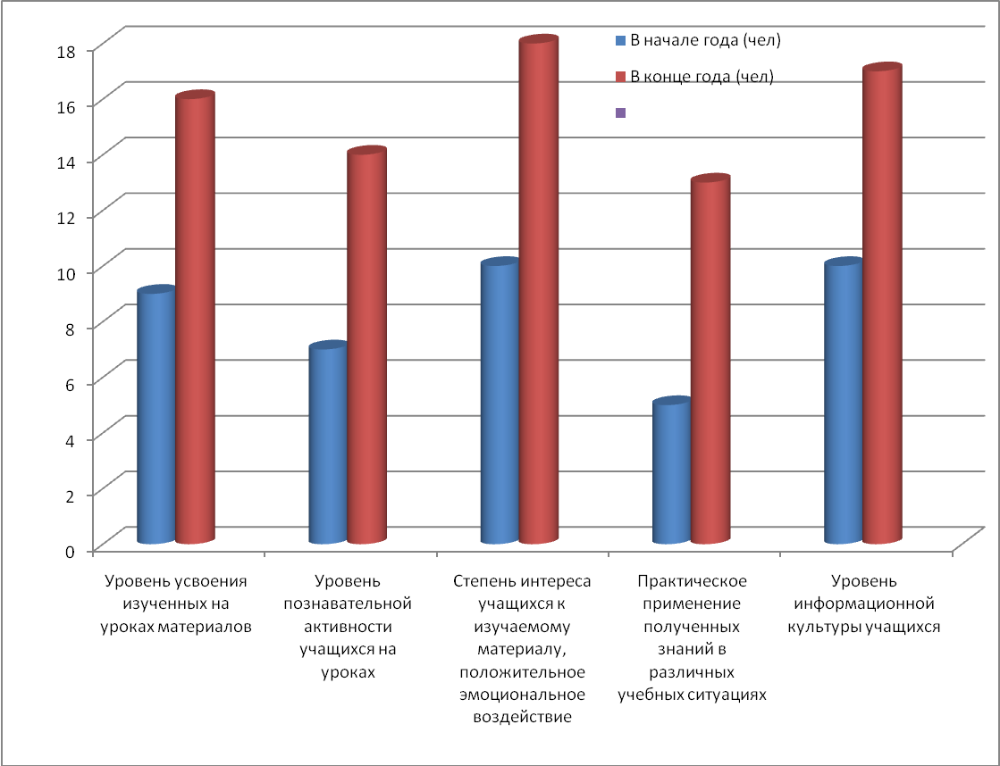 18
16
14
12
10
8
6
4
2
0
В начале года (чел)
В конце года (чел)
Уровень усвоения
изученных на
уроках материалов
Уровень
познавательной
активности
учащихся на
уроках
Степень интереса
учащихся к
изучаемому
материалу,
положительное
эмоциональное
воздействие
Практическое
применение
полученных
знаний в
различных
учебных ситуациях
Уровень
информационной
культуры учащихся